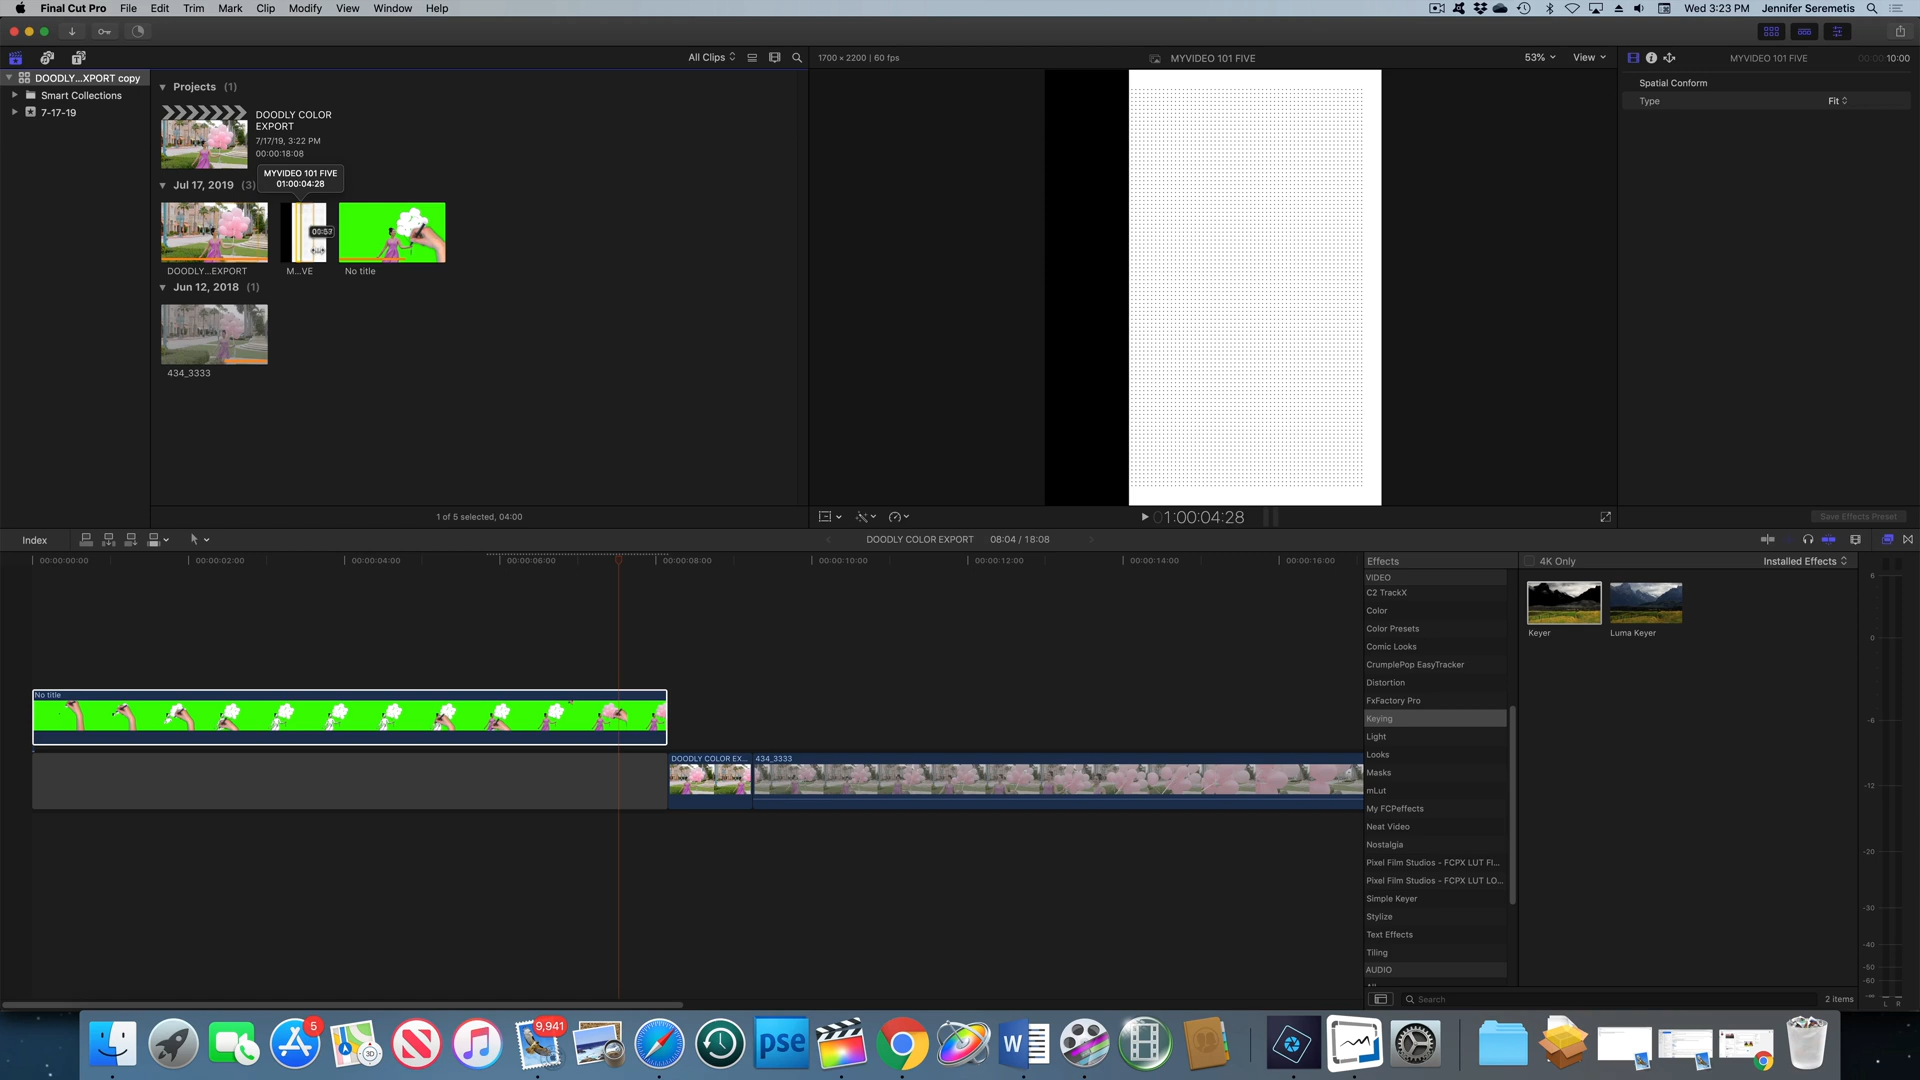 Final Cut Pro File Edit Trim Mark Clip Modify View Window Help
Wed 3:23 PM Jennifer Seremetis
All Clips
1700 × 2200 | 60 fps
MYVIDEO 101 FIVE
53% View
MYVIDEO 101 FIVE
00:00:10:00
DOODLY...XPORT copy
Smart Collections
7-17-19
Projects (1)
DOODLY COLOR
EXPORT
7/17/19, 3:22 PM
00:00:18:08
MYVIDEO 101 FIVE
01:00:04:28
Jul 17, 2019 (3)
00:57
DOODLY...EXPORT
M...VE
No title
Jun 12, 2018 (1)
434_3333
1 of 5 selected, 04:00
01:00:04:28
Spatial Conform
Type Fit
Save Effects Preset
Index
DOODLY COLOR EXPORT 08:04 / 18:08
00:00:00:00 00:00:02:00 00:00:04:00 00:00:06:00 00:00:08:00 00:00:10:00 00:00:12:00 00:00:14:00 00:00:16:00
No title
DOODLY COLOR EX...
434_3333
Effects
VIDEO
C2 TrackX
Color
Color Presets
Comic Looks
CrumplePop EasyTracker
Distortion
FxFactory Pro
Keying
Light
Looks
Masks
mLut
My FCPeffects
Neat Video
Nostalgia
Pixel Film Studios - FCPX LUT FI...
Pixel Film Studios - FCPX LUT LO...
Simple Keyer
Stylize
Text Effects
Tiling
AUDIO
4K Only
Installed Effects
Keyer
Luma Keyer
Search
2 items
6
0
-6
-12
-20
-30
-40
-50
-60
-∞
L R
5
3D
9,941
pse
W